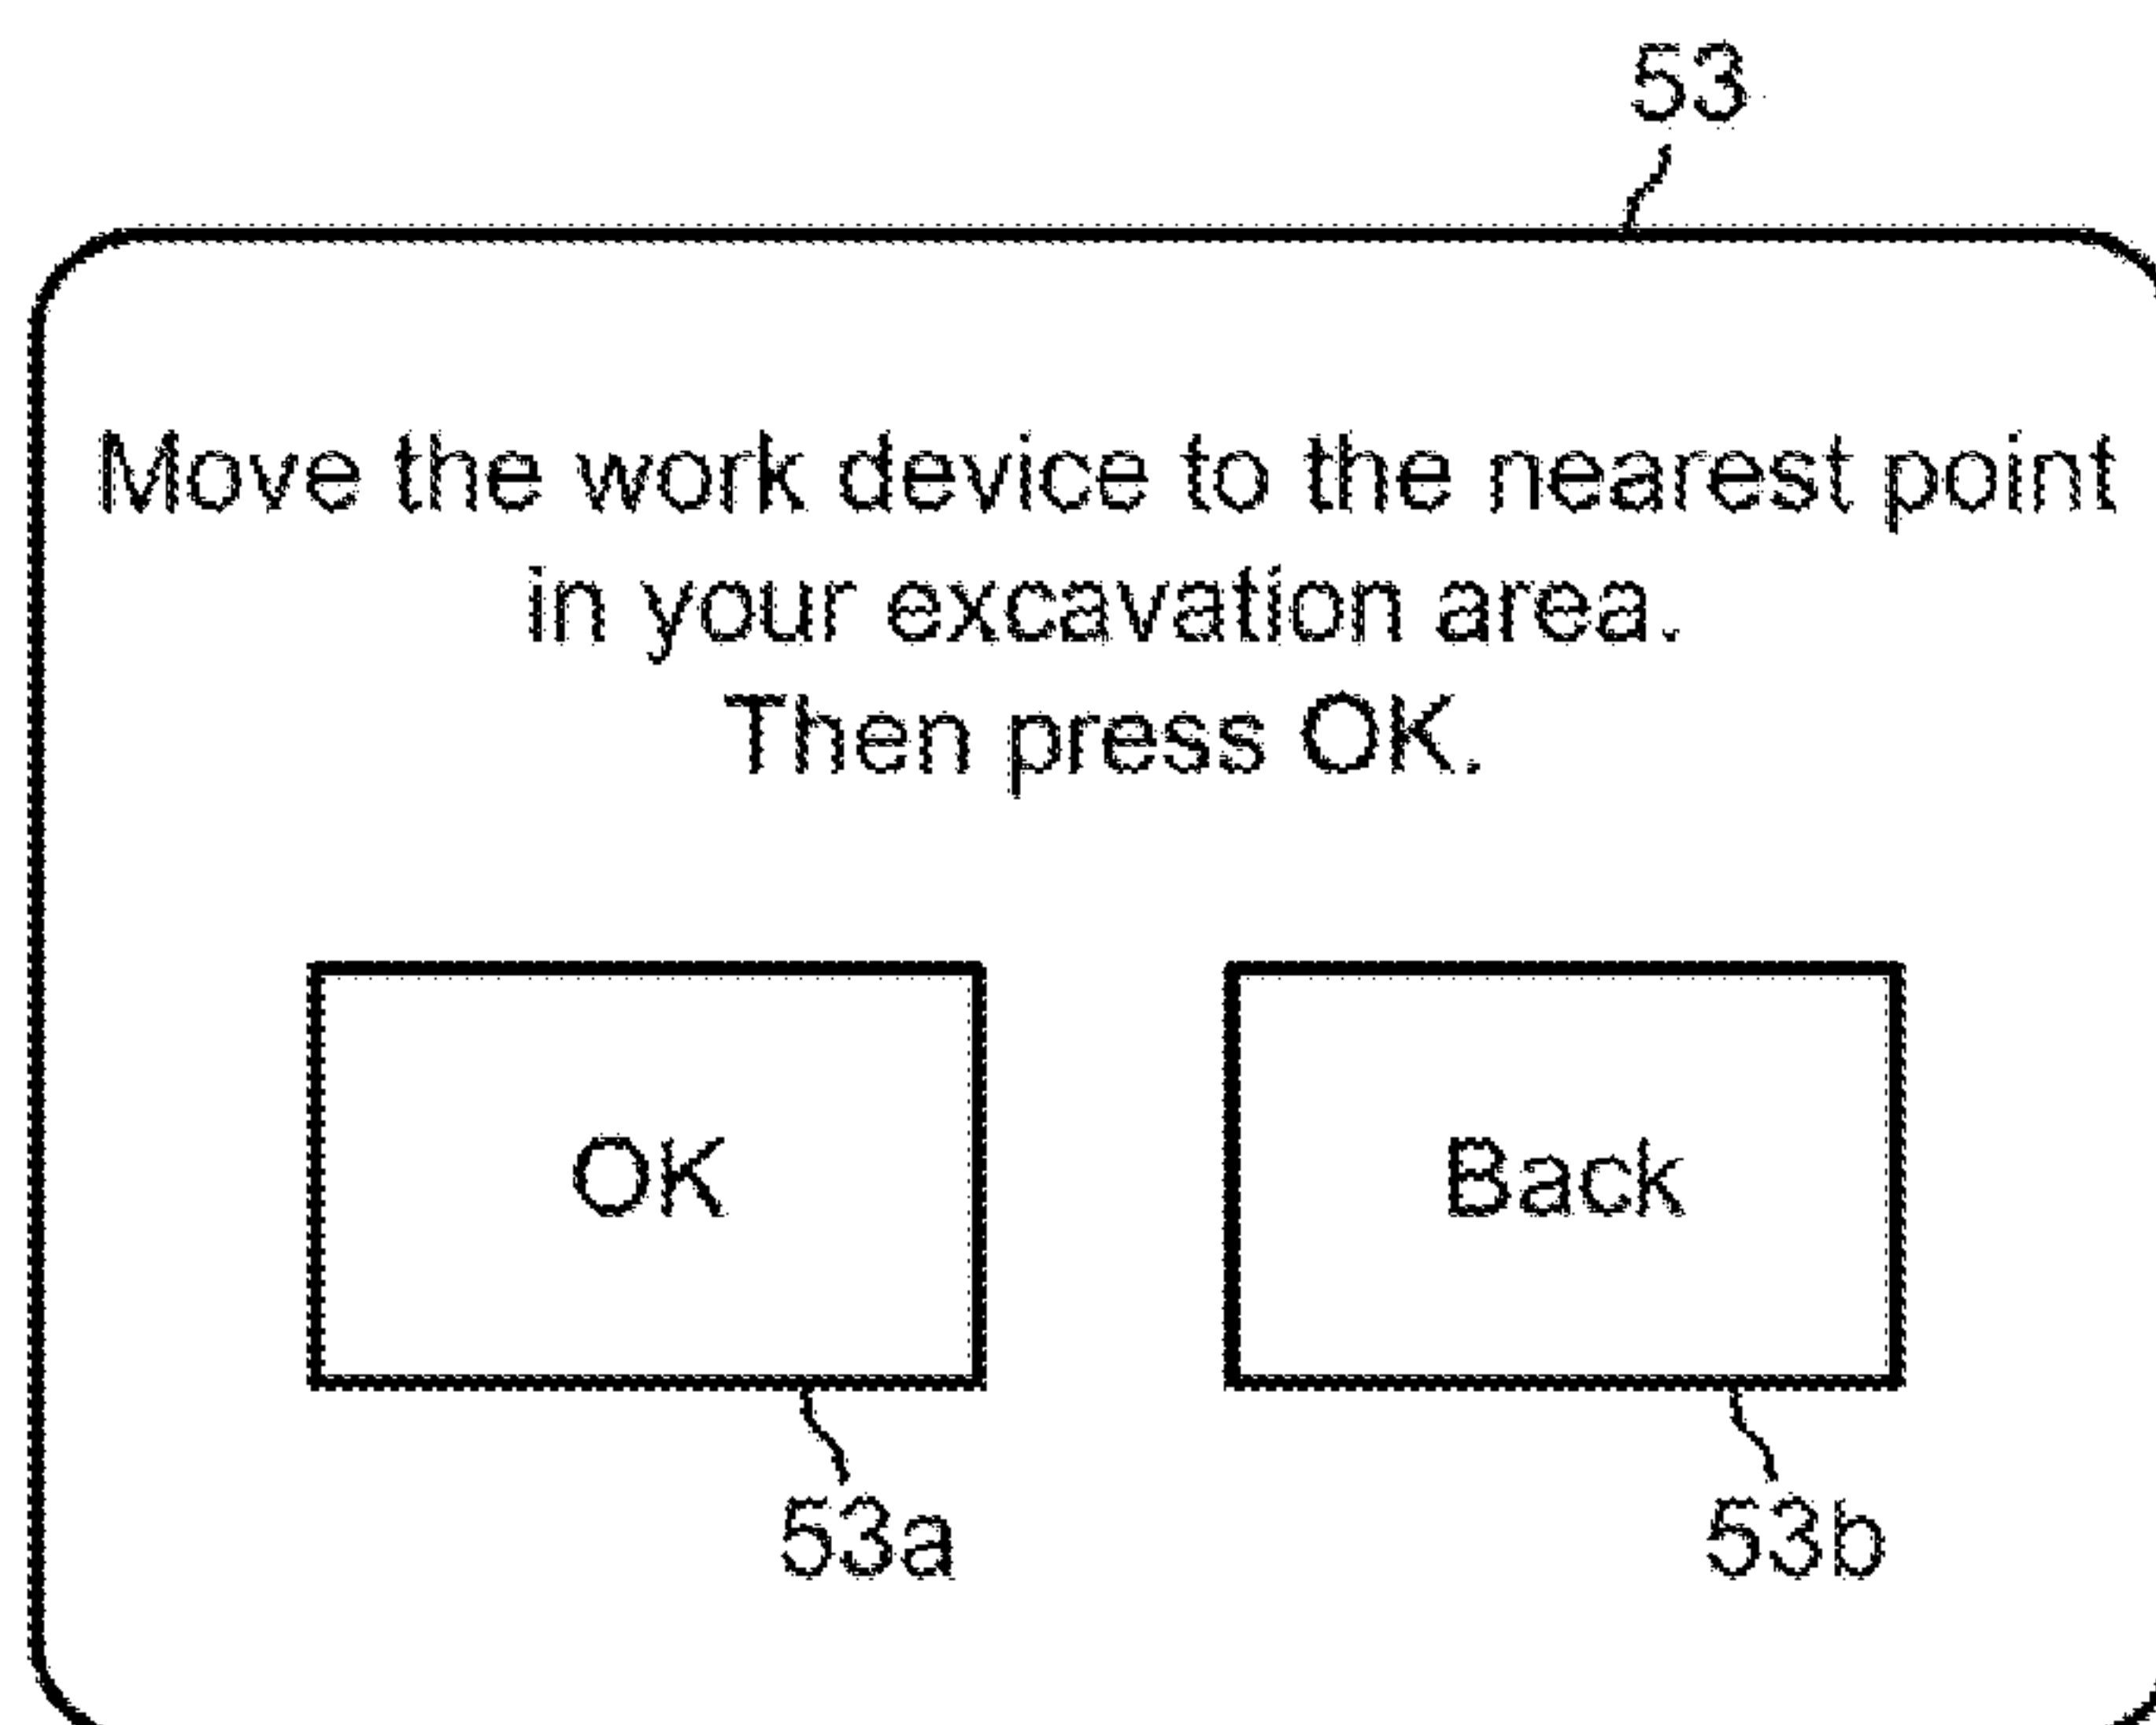 53
Move the work device to the nearest point
in your excavation area.
Then press OK.
OK
Back
53a
53b